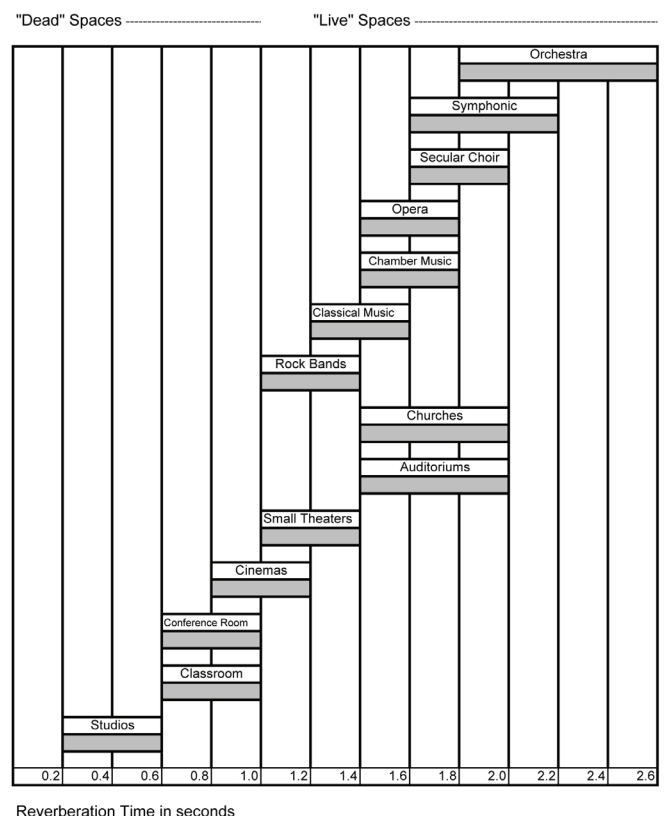 "Dead" Spaces ---------------------------------- "Live" Spaces ------------------------------------------------------------
Orchestra
Symphonic
Secular Choir
Opera
Chamber Music
Classical Music
Rock Bands
Churches
Auditoriums
Small Theaters
Cinemas
Conference Room
Classroom
Studios
0.2 0.4 0.6 0.8 1.0 1.2 1.4 1.6 1.8 2.0 2.2 2.4 2.6
Reverberation Time in seconds